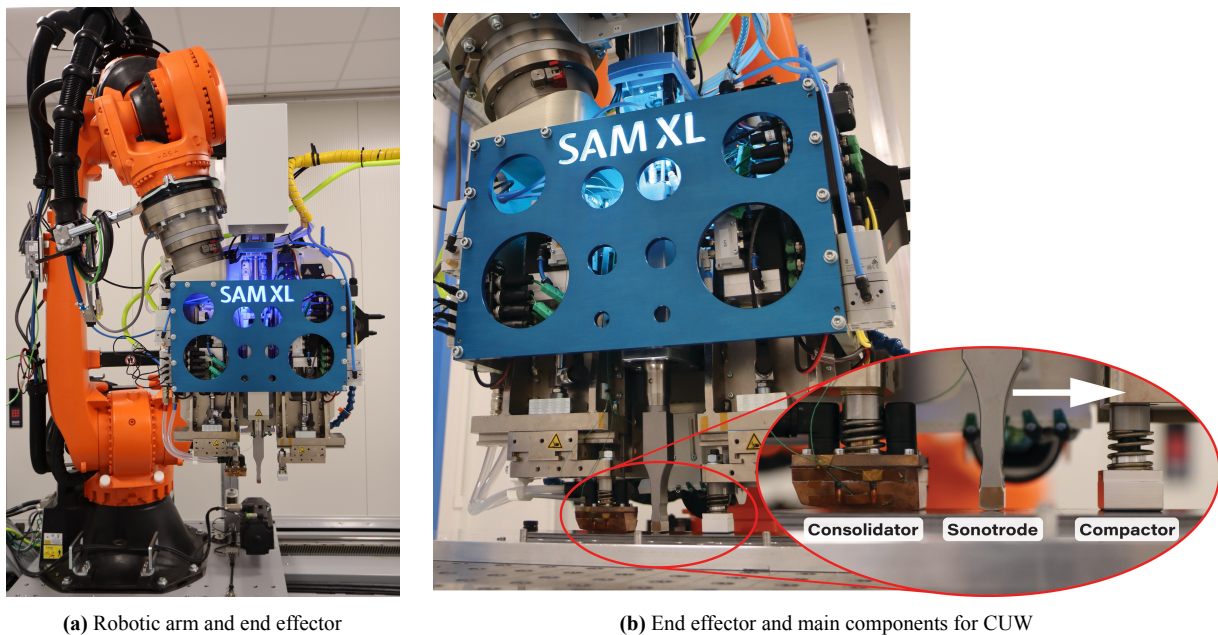 SAM XL
SAM XL
Consolidator
Sonotrode
Compactor
(a) Robotic arm and end effector
(b) End effector and main components for CUW